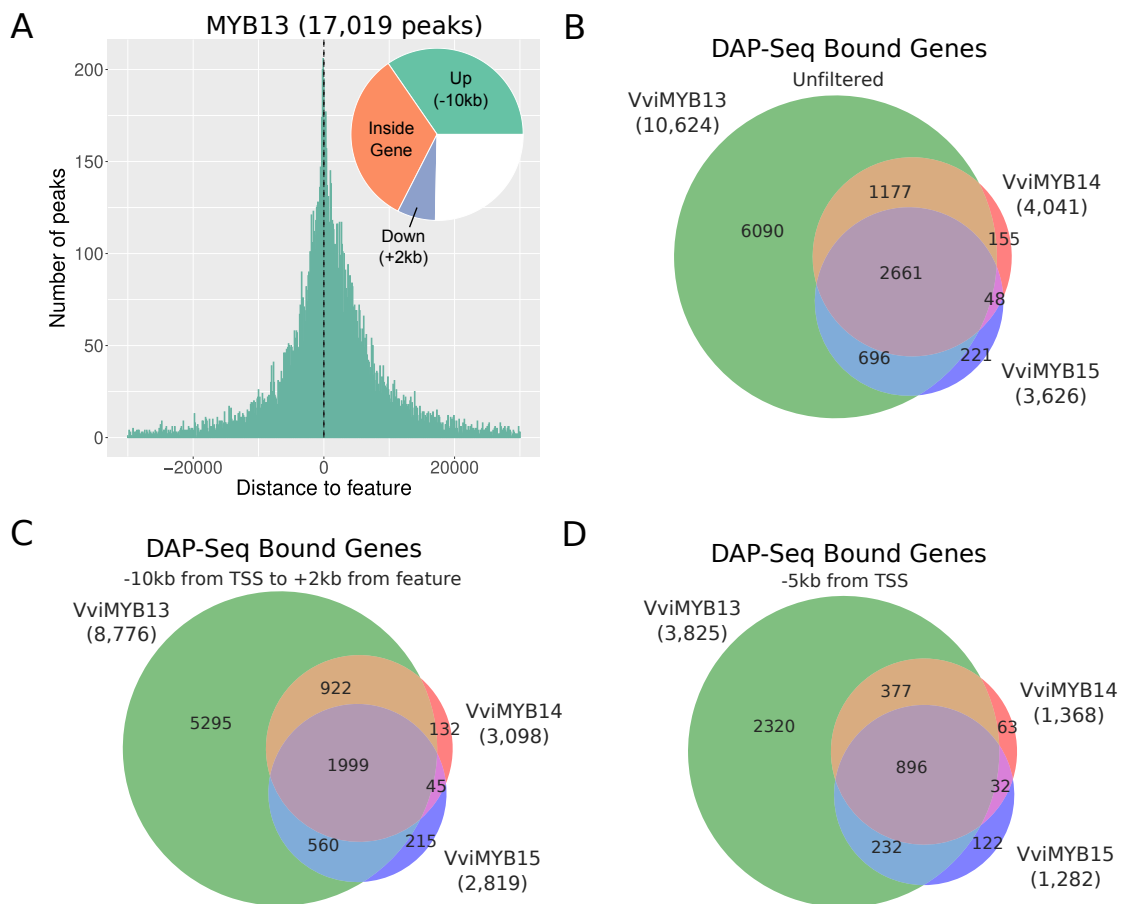 A
MYB13 (17,019 peaks)
Number of peaks
200
150
100
50
0
−20000
0
20000
Distance to feature
Up
(-10kb)
Inside
Gene
Down
(+2kb)
B
DAP-Seq Bound Genes
Unfiltered
VviMYB13
(10,624)
VviMYB14
(4,041)
1177
6090
155
2661
48
696
221
VviMYB15
(3,626)
C
DAP-Seq Bound Genes
-10kb from TSS to +2kb from feature
VviMYB13
(8,776)
922
VviMYB14
(3,098)
5295
132
1999
45
560
215
VviMYB15
(2,819)
D
DAP-Seq Bound Genes
-5kb from TSS
VviMYB13
(3,825)
377
VviMYB14
(1,368)
2320
63
896
32
232
122
VviMYB15
(1,282)